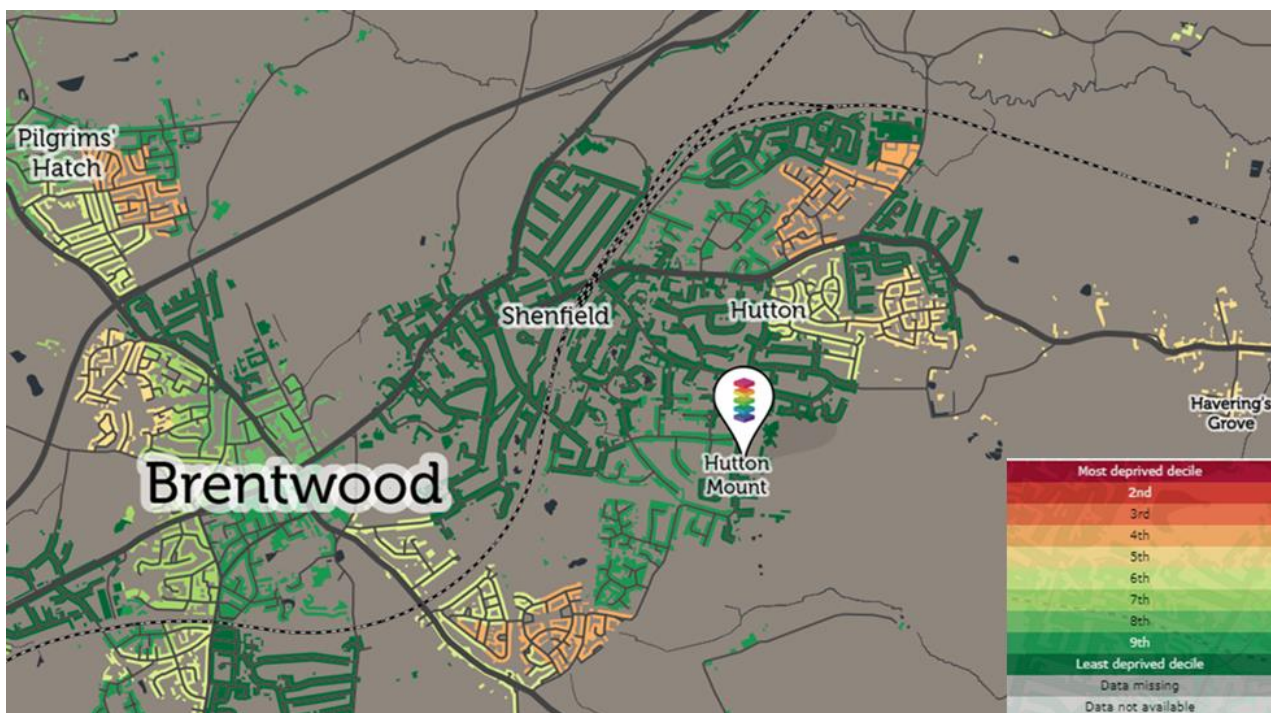 Pilgrims'
Hatch
Shenfield
Hutton
Havering's
Grove
Brentwood
Hutton
Mount
Most deprived decile
2nd
3rd
4th
5th
6th
7th
8th
9th
Least deprived decile
Data missing
Data not available